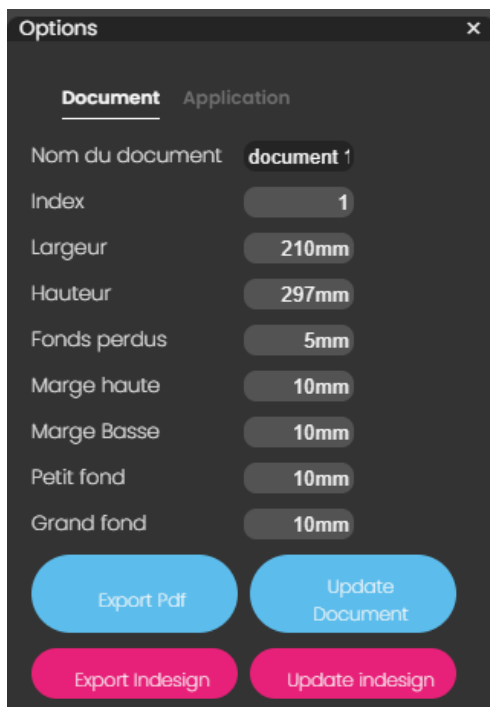 Options ×
Document Application
Nom du document document 1
Index 1
Largeur 210mm
Hauteur 297mm
Fonds perdus 5mm
Marge haute 10mm
Marge Basse 10mm
Petit fond 10mm
Grand fond 10mm
Export Pdf
Update
Document
Export Indesign Update indesign